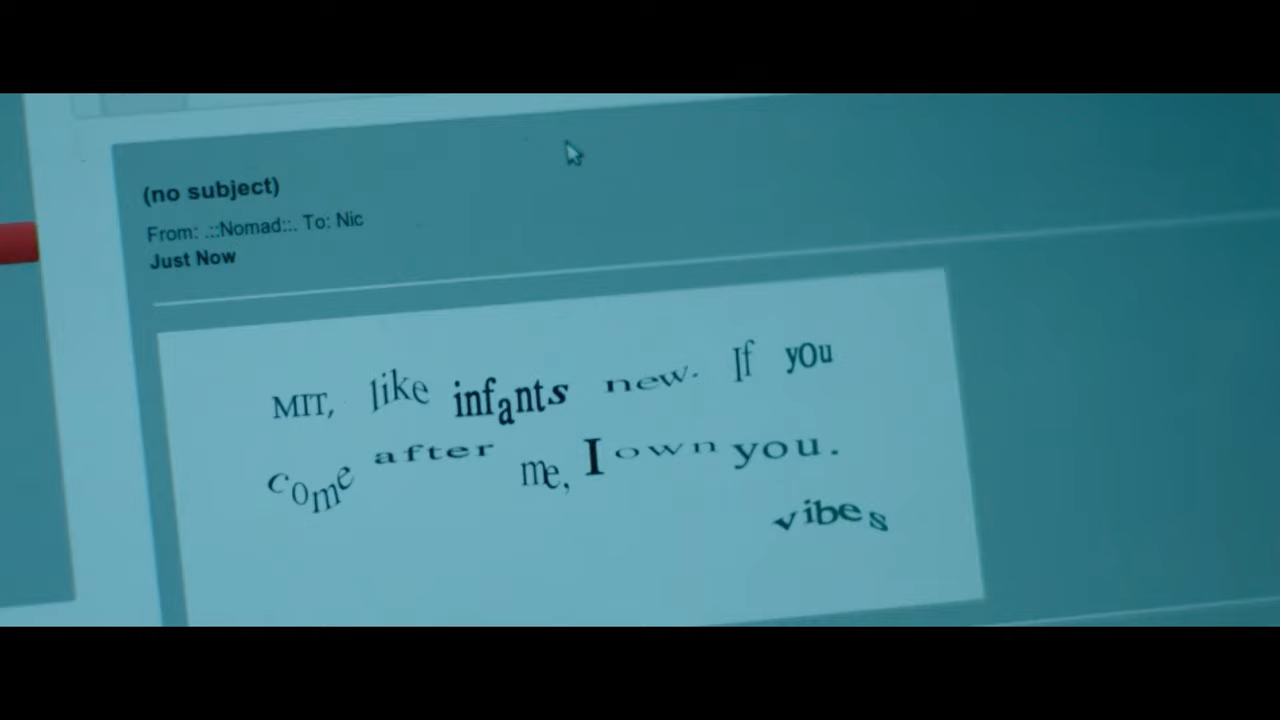 (no subject)
From: .::Nomad::. To: Nic
Just Now
MIT, like infants new. If you
come after me, I own you.
vibes